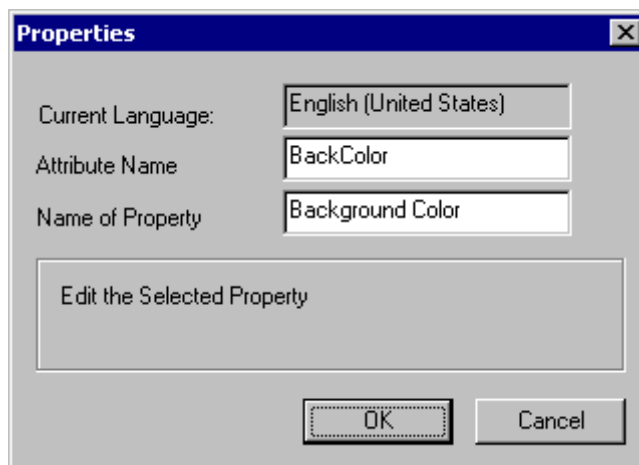 Properties
Current Language: English (United States)
Attribute Name BackColor
Name of Property Background Color
Edit the Selected Property
OK Cancel